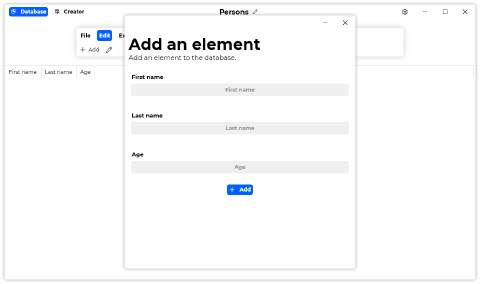 Database
Creator
Persons
File
Edit
Add
First name
Last name
Age
Add an element
Add an element to the database.
First name
First name
Last name
Last name
Age
Age
Add